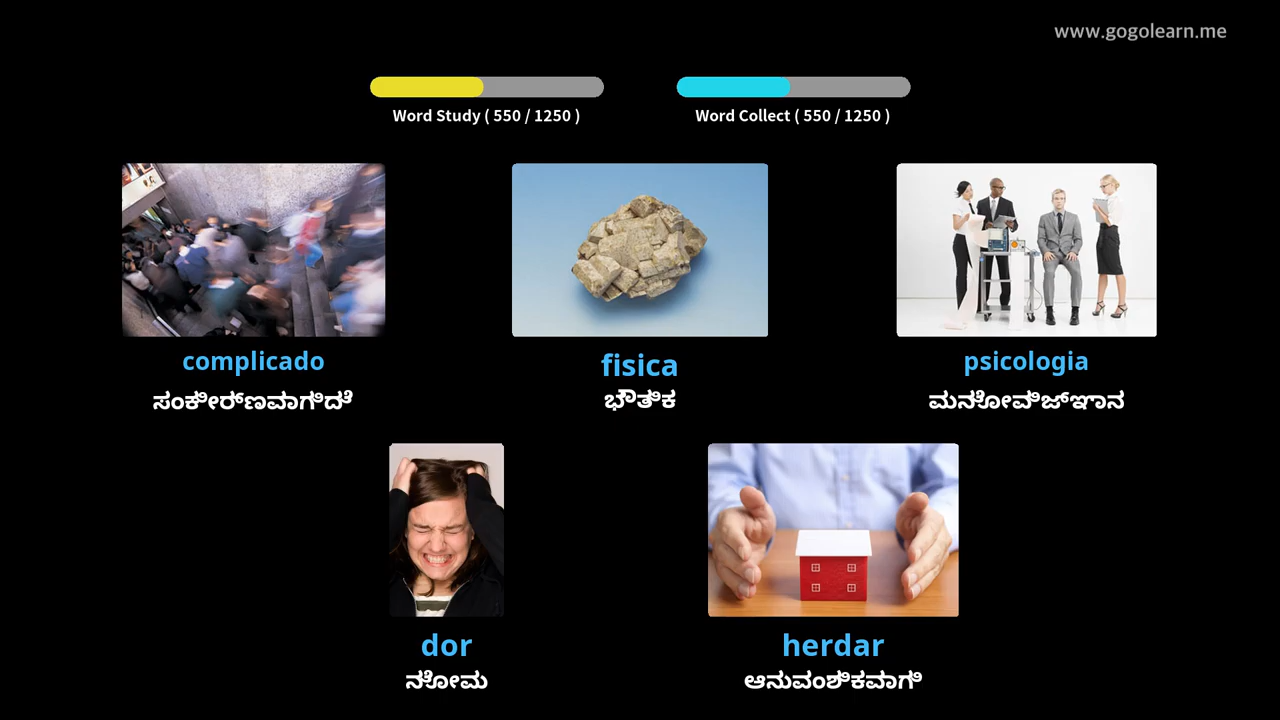 www.gogolearn.me
Word Study ( 550 / 1250 )
Word Collect ( 550 / 1250 )
complicado
ಸಂಕೀರ್ಣವಾಗಿದೆ
fisica
ಭೌತಿಕ
psicologia
ಮನೋವಿಜ್ಞಾನ
dor
ನೋಮ
herdar
ಆನುವಂಶಿಕವಾಗಿ